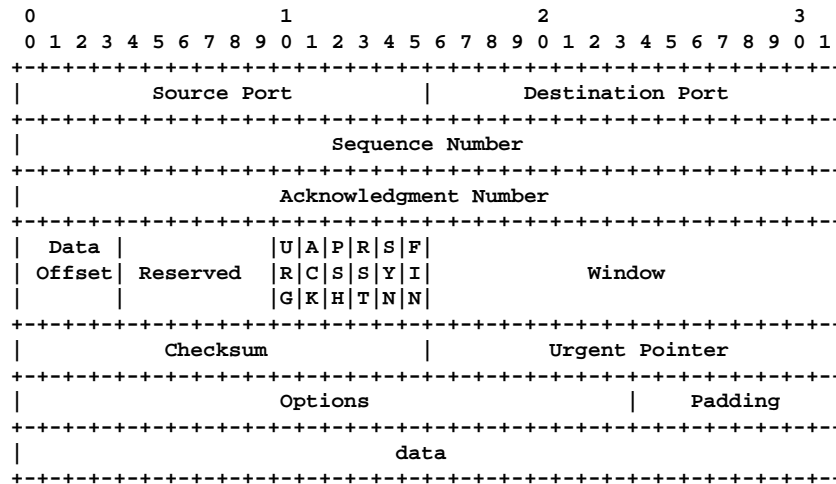 0 1 2 3
0 1 2 3 4 5 6 7 8 9 0 1 2 3 4 5 6 7 8 9 0 1 2 3 4 5 6 7 8 9 0 1
+-+-+-+-+-+-+-+-+-+-+-+-+-+-+-+-+-+-+-+-+-+-+-+-+-+-+-+-+-+-+-+-
| Source Port | Destination Port
+-+-+-+-+-+-+-+-+-+-+-+-+-+-+-+-+-+-+-+-+-+-+-+-+-+-+-+-+-+-+-+-
| Sequence Number
+-+-+-+-+-+-+-+-+-+-+-+-+-+-+-+-+-+-+-+-+-+-+-+-+-+-+-+-+-+-+-+-
| Acknowledgment Number
+-+-+-+-+-+-+-+-+-+-+-+-+-+-+-+-+-+-+-+-+-+-+-+-+-+-+-+-+-+-+-+-
| Data | |U|A|P|R|S|F|
| Offset| Reserved |R|C|S|S|Y|I| Window
| | |G|K|H|T|N|N|
+-+-+-+-+-+-+-+-+-+-+-+-+-+-+-+-+-+-+-+-+-+-+-+-+-+-+-+-+-+-+-+-
| Checksum | Urgent Pointer
+-+-+-+-+-+-+-+-+-+-+-+-+-+-+-+-+-+-+-+-+-+-+-+-+-+-+-+-+-+-+-+-
| Options | Padding
+-+-+-+-+-+-+-+-+-+-+-+-+-+-+-+-+-+-+-+-+-+-+-+-+-+-+-+-+-+-+-+-
| data
+-+-+-+-+-+-+-+-+-+-+-+-+-+-+-+-+-+-+-+-+-+-+-+-+-+-+-+-+-+-+-+-